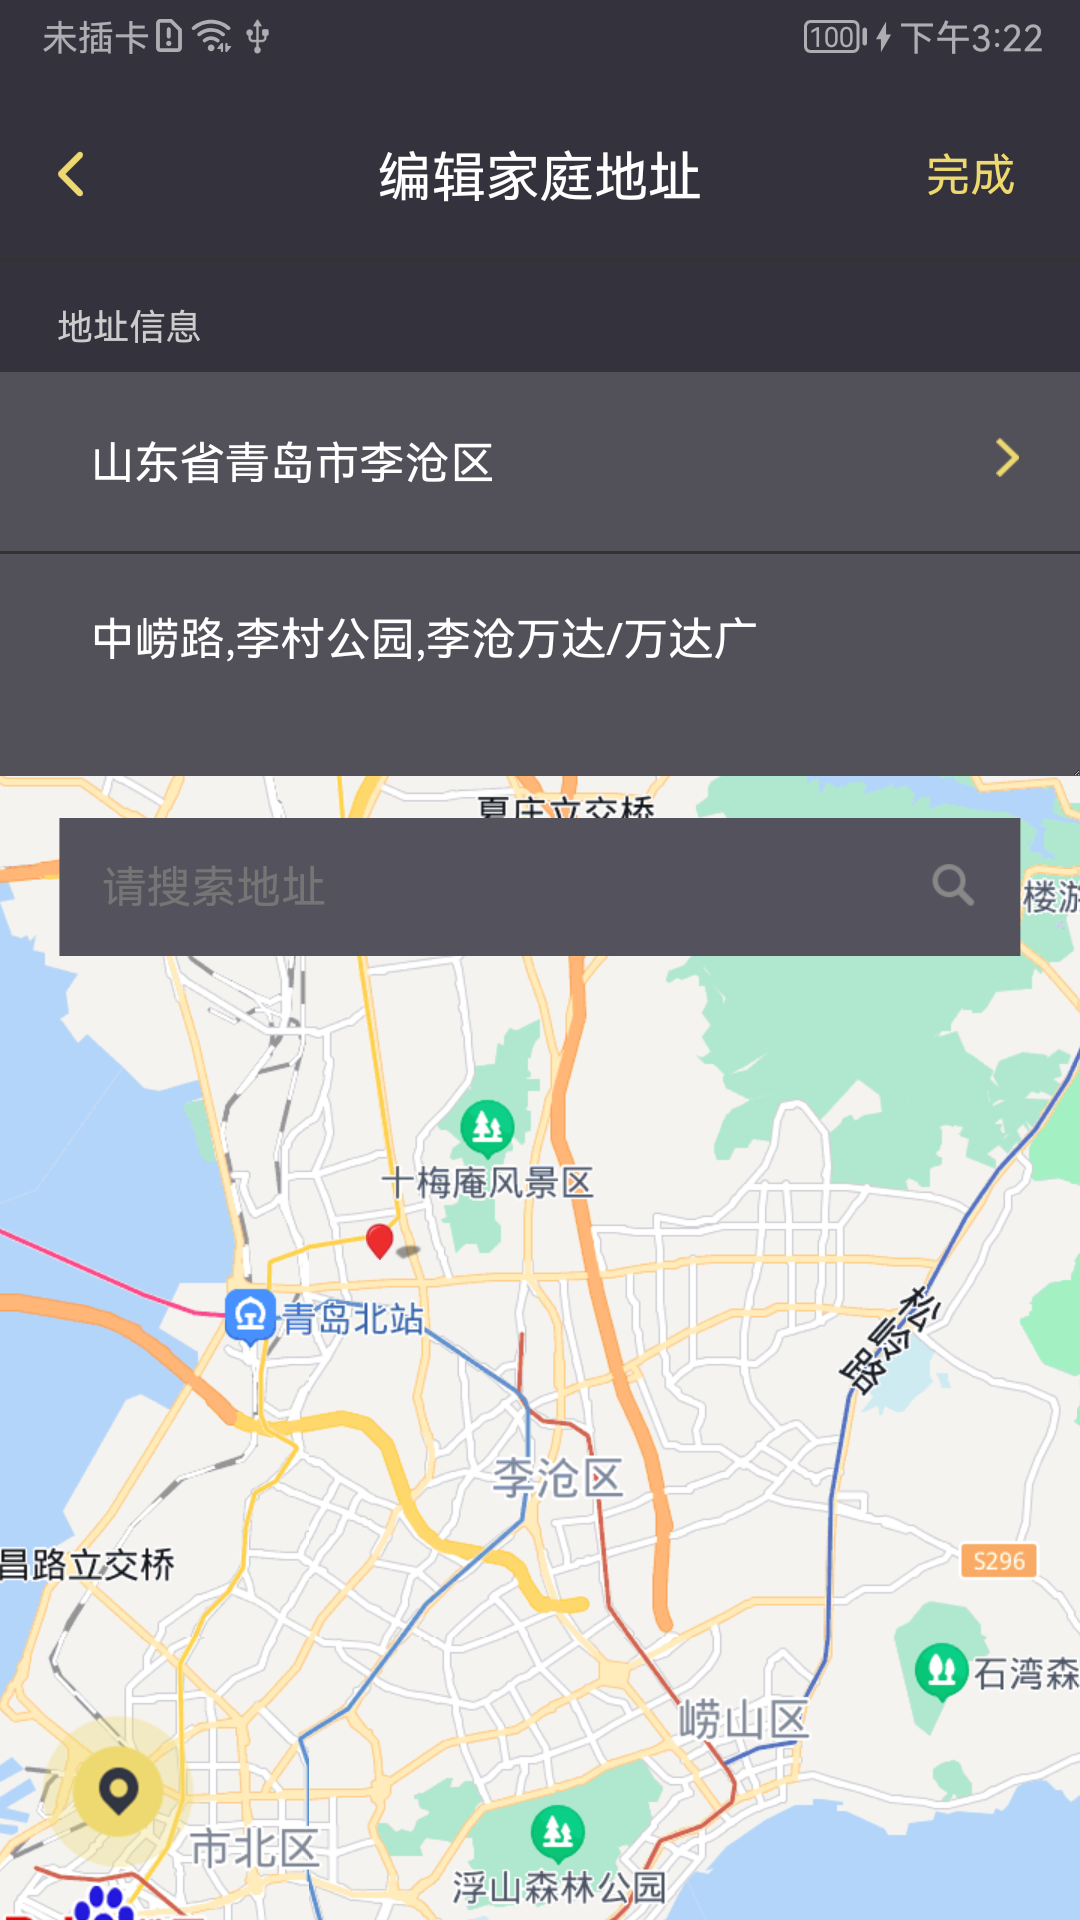 未插卡
100
下午3:22
编辑家庭地址
完成
地址信息
山东省青岛市李沧区
中崂路,李村公园,李沧万达/万达广
夏庄立交桥
请搜索地址
楼游
十梅庵风景区
青岛北站
松岭路
李沧区
昌路立交桥
S296
石湾森
崂山区
市北区
浮山森林公园